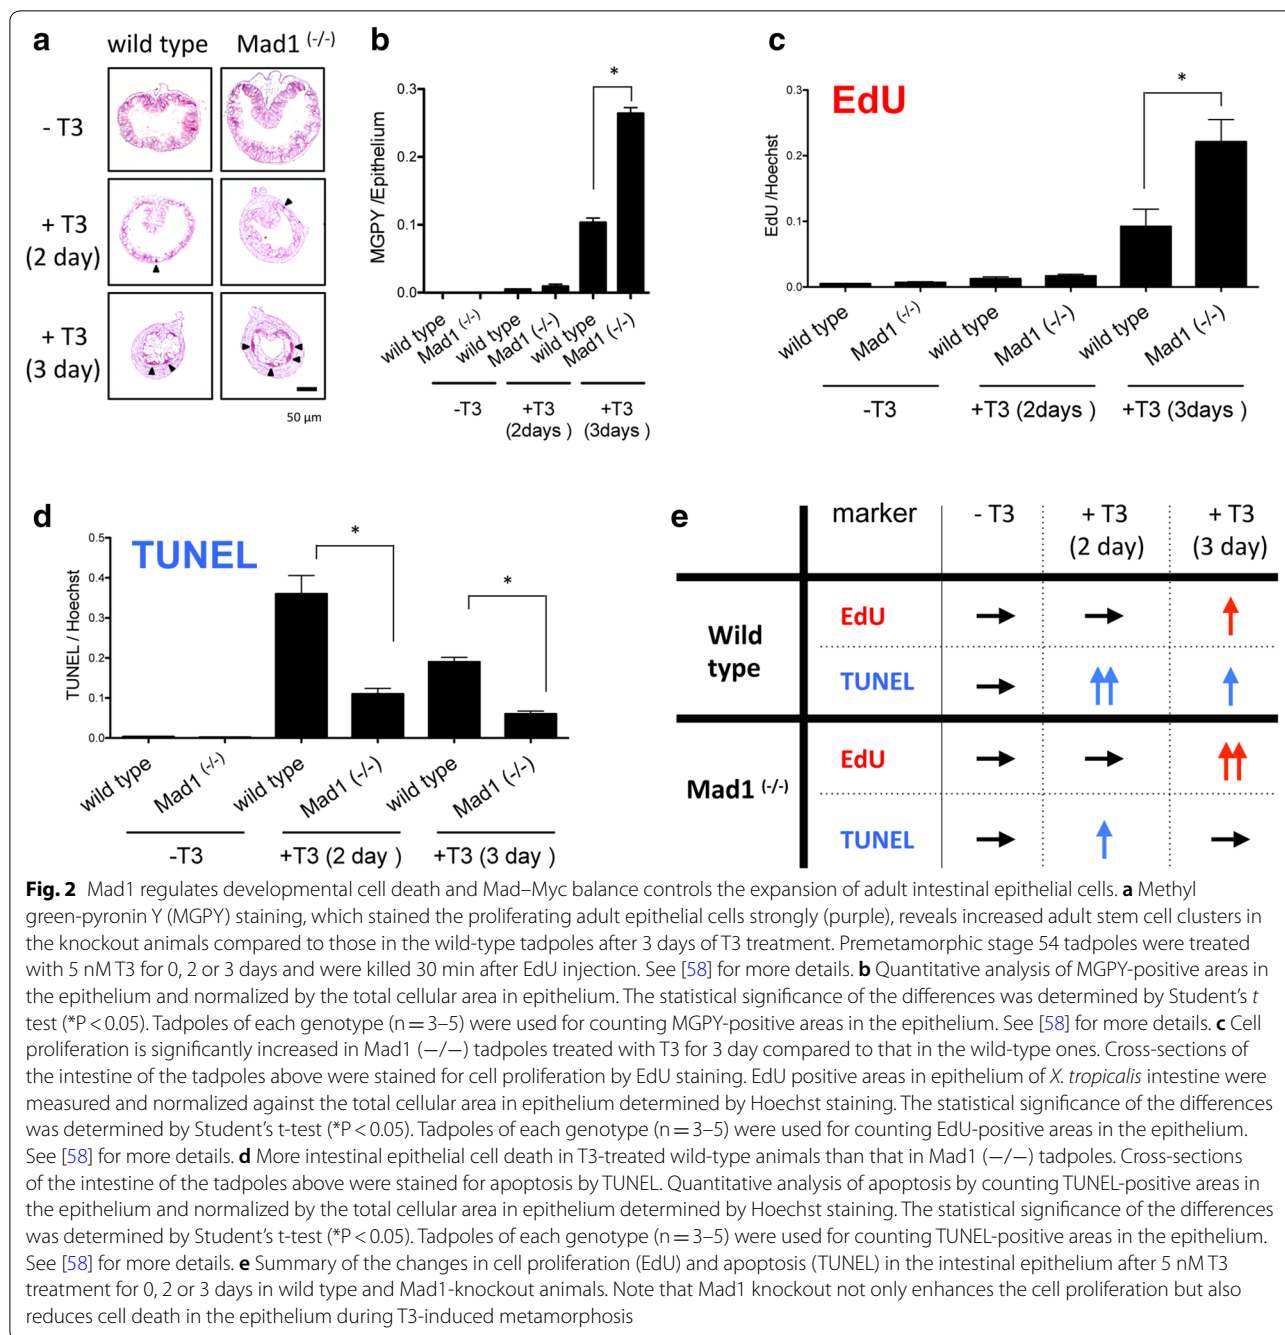 a
wild type
Mad1 (-/-)
- T3
+ T3
(2 day)
+ T3
(3 day)
50 µm
b
*
MGPY /Epithelium
0.3
0.2
0.1
0.0
wild type
Mad1 (-/-)
wild type
Mad1 (-/-)
wild type
Mad1 (-/-)
-T3
+T3
(2days )
+T3
(3days )
c
EdU
*
EdU /Hoechst
0.3
0.2
0.1
0.0
wild type
Mad1 (-/-)
wild type
Mad1 (-/-)
wild type
Mad1 (-/-)
-T3
+T3 (2days )
+T3 (3days )
d
TUNEL
*
*
TUNEL / Hoechst
0.5
0.4
0.3
0.2
0.1
0.0
wild type
Mad1 (-/-)
wild type
Mad1 (-/-)
wild type
Mad1 (-/-)
-T3
+T3 (2 day )
+T3 (3 day )
e
marker
- T3
+ T3
(2 day)
+ T3
(3 day)
Wild
type
EdU
→ → ↑
TUNEL
→ ↑↑ ↑
Mad1 (-/-)
EdU
→ → ↑↑
TUNEL
→ ↑ →
Fig. 2 Mad1 regulates developmental cell death and Mad–Myc balance controls the expansion of adult intestinal epithelial cells. a Methyl
green-pyronin Y (MGPY) staining, which stained the proliferating adult epithelial cells strongly (purple), reveals increased adult stem cell clusters in
the knockout animals compared to those in the wild-type tadpoles after 3 days of T3 treatment. Premetamorphic stage 54 tadpoles were treated
with 5 nM T3 for 0, 2 or 3 days and were killed 30 min after EdU injection. See [58] for more details. b Quantitative analysis of MGPY-positive areas in
the epithelium and normalized by the total cellular area in epithelium. The statistical significance of the differences was determined by Student's t
test (*P < 0.05). Tadpoles of each genotype (n = 3–5) were used for counting MGPY-positive areas in the epithelium. See [58] for more details. c Cell
proliferation is significantly increased in Mad1 (−/−) tadpoles treated with T3 for 3 day compared to that in the wild-type ones. Cross-sections of
the intestine of the tadpoles above were stained for cell proliferation by EdU staining. EdU positive areas in epithelium of X. tropicalis intestine were
measured and normalized against the total cellular area in epithelium determined by Hoechst staining. The statistical significance of the differences
was determined by Student's t-test (*P < 0.05). Tadpoles of each genotype (n = 3–5) were used for counting EdU-positive areas in the epithelium.
See [58] for more details. d More intestinal epithelial cell death in T3-treated wild-type animals than that in Mad1 (−/−) tadpoles. Cross-sections
of the intestine of the tadpoles above were stained for apoptosis by TUNEL. Quantitative analysis of apoptosis by counting TUNEL-positive areas in
the epithelium and normalized by the total cellular area in epithelium determined by Hoechst staining. The statistical significance of the differences
was determined by Student's t-test (*P < 0.05). Tadpoles of each genotype (n = 3–5) were used for counting TUNEL-positive areas in the epithelium.
See [58] for more details. e Summary of the changes in cell proliferation (EdU) and apoptosis (TUNEL) in the intestinal epithelium after 5 nM T3
treatment for 0, 2 or 3 days in wild type and Mad1-knockout animals. Note that Mad1 knockout not only enhances the cell proliferation but also
reduces cell death in the epithelium during T3-induced metamorphosis